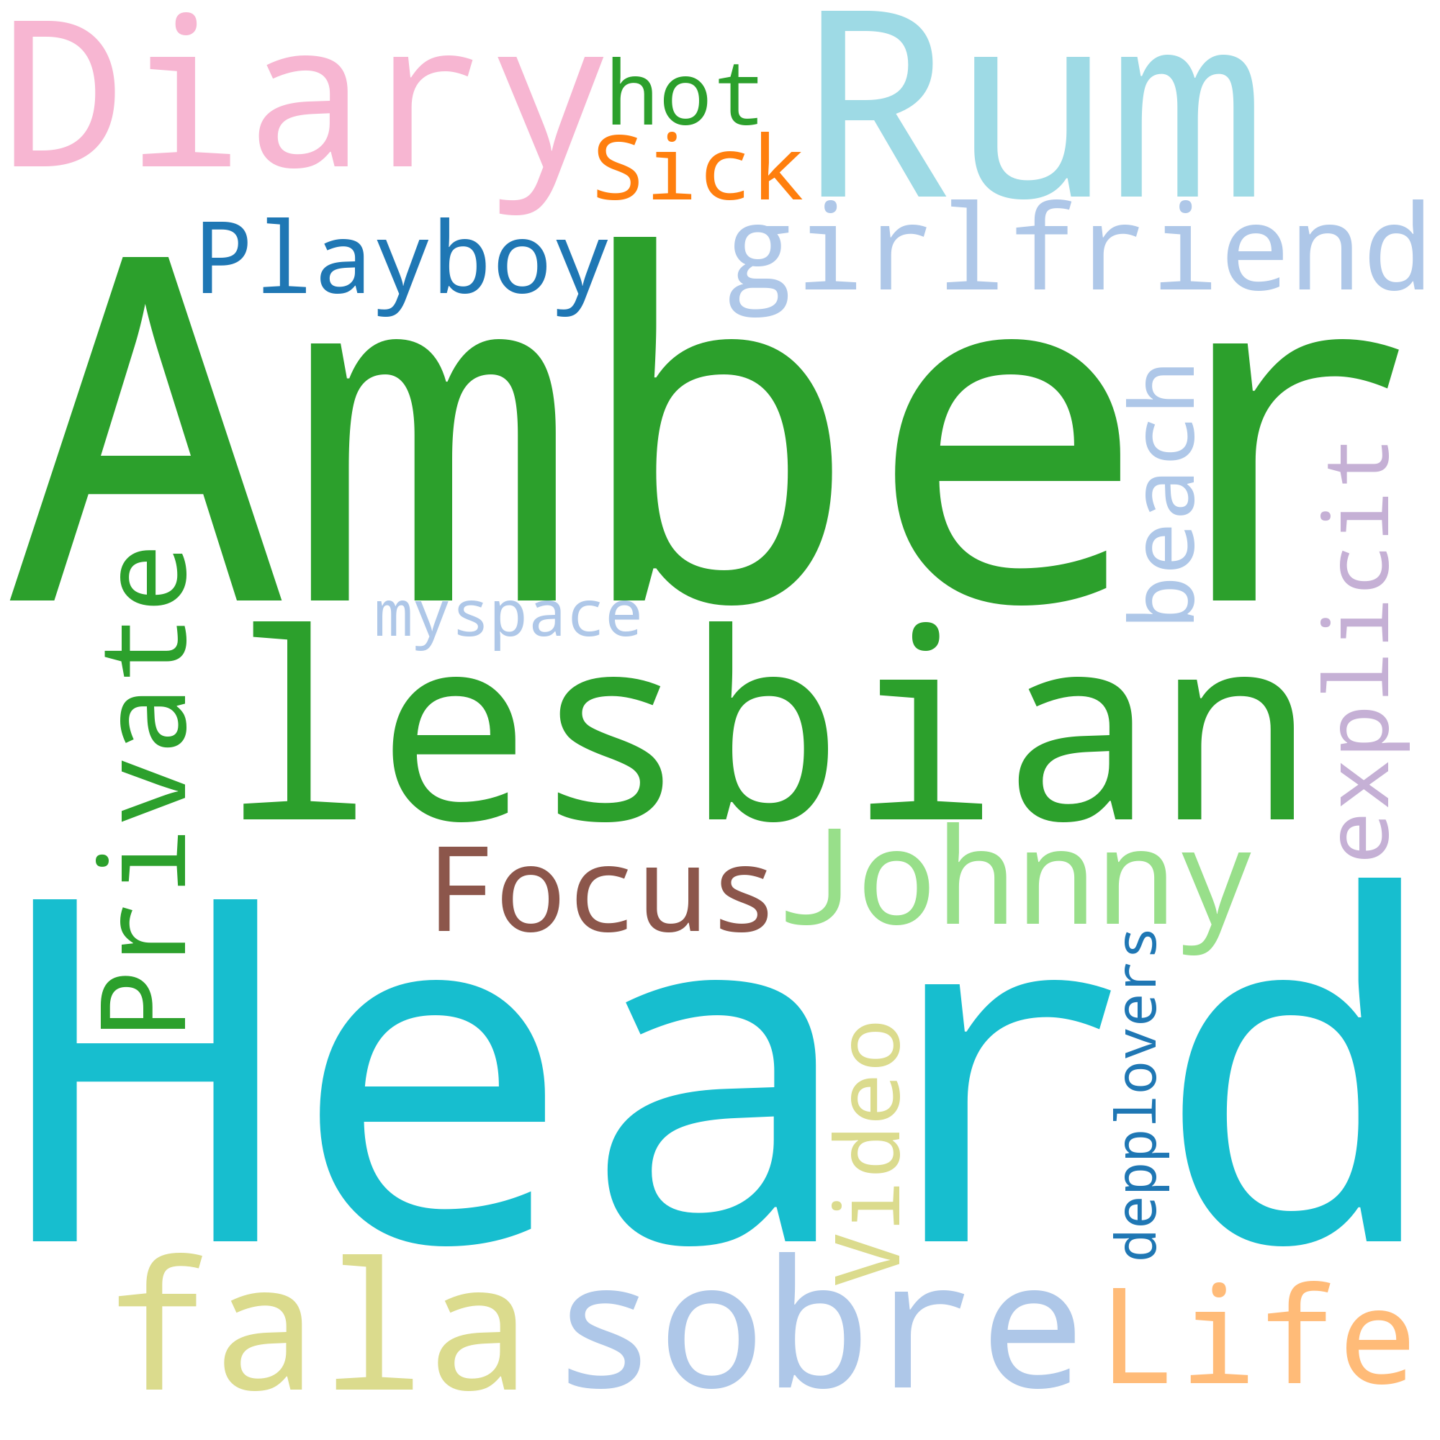 Diary
hot
Rum
Sick
Playboy
girlfriend
Amber
beach
explicit
Private
myspace
lesbian
Focus
Johnny
Heard
depplovers
Video
fala
sobre
Life